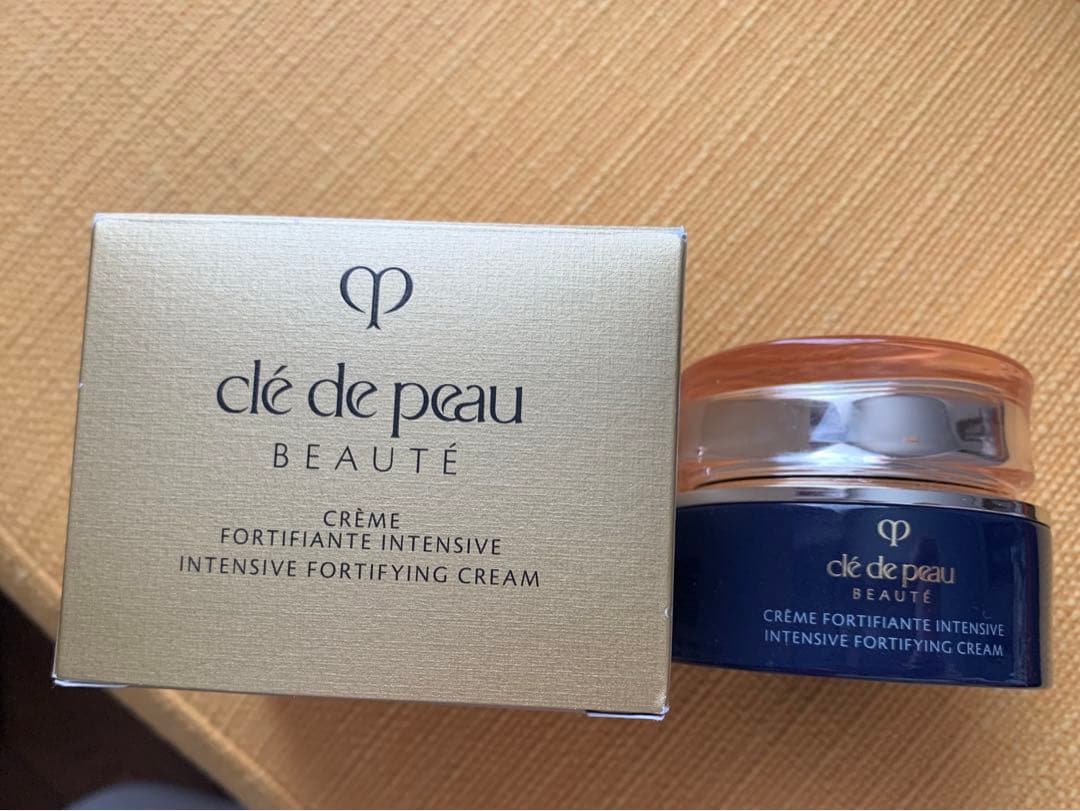 clé de peau
BEAUTÉ
CRÈME
FORTIFIANTE INTENSIVE
INTENSIVE FORTIFYING CREAM
clé de peau
BEAUTÉ
CRÈME FORTIFIANTE INTENSIVE
INTENSIVE FORTIFYING CREAM